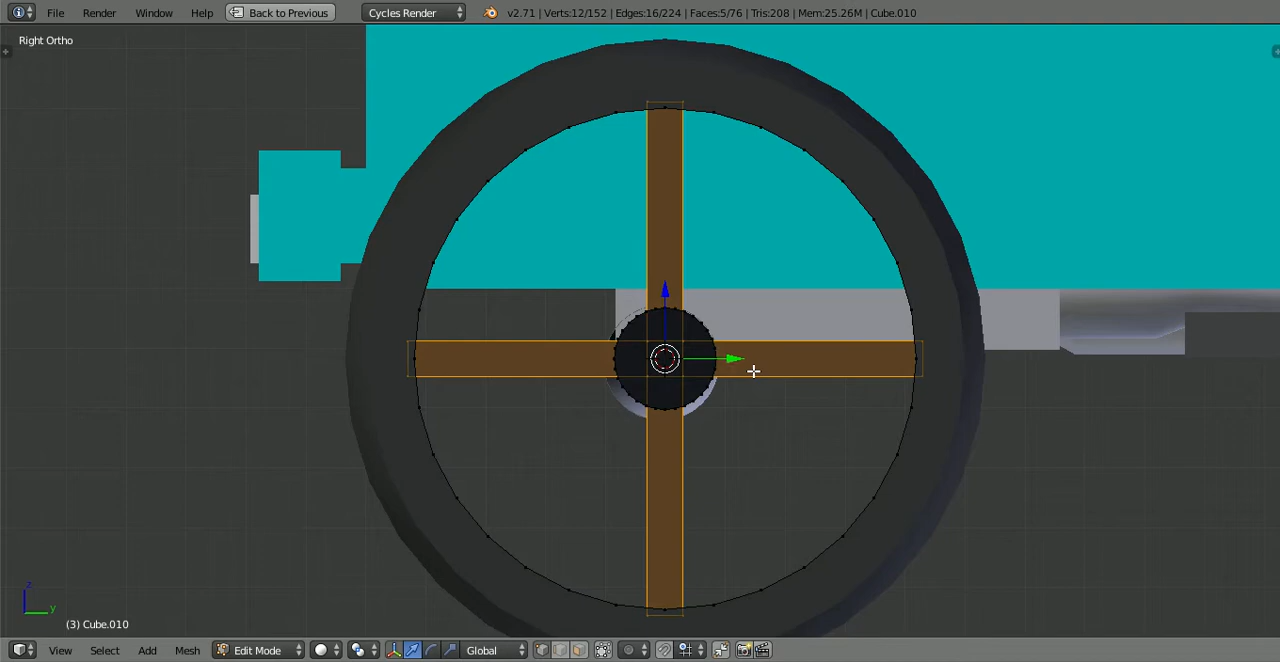 File Render Window Help Back to Previous Cycles Render v2.71 | Verts:12/152 | Edges:16/224 | Faces:5/76 | Tris:208 | Mem:25.26M | Cube.010
Right Ortho
z
y
(3) Cube.010
View Select Add Mesh Edit Mode Global